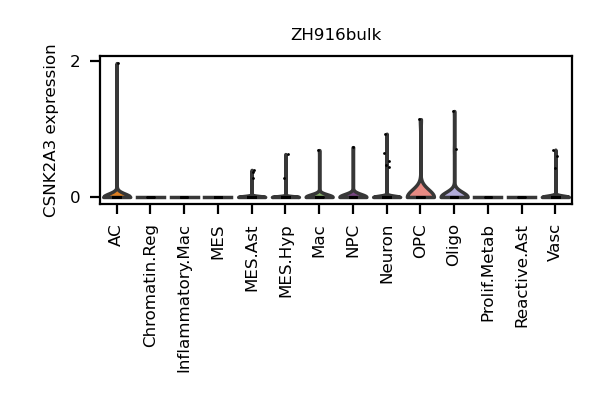 ZH916bulk
CSNK2A3 expression
2
0
AC
Chromatin.Reg
Inflammatory.Mac
MES
MES.Ast
MES.Hyp
Mac
NPC
Neuron
OPC
Oligo
Prolif.Metab
Reactive.Ast
Vasc